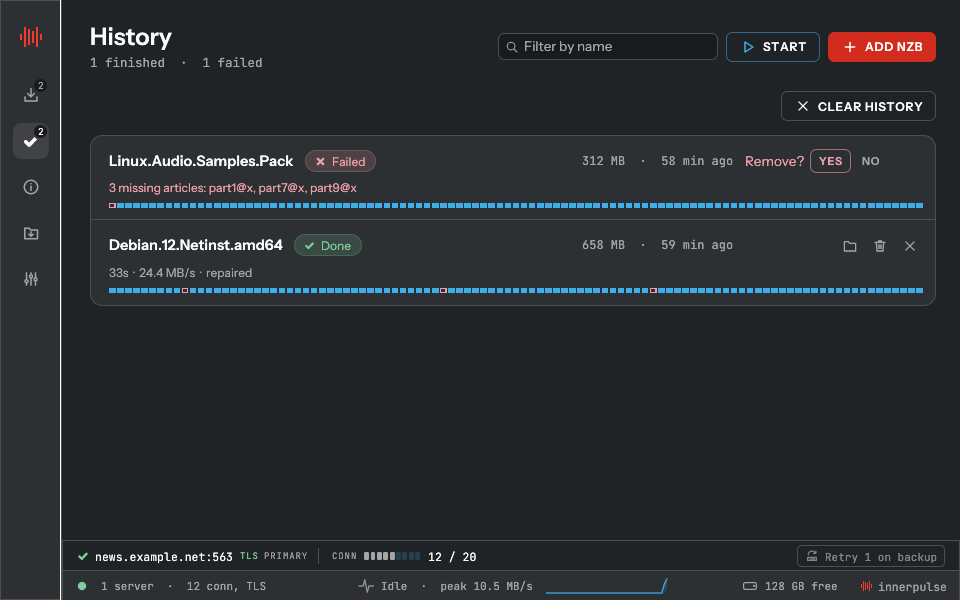 2
2
History
1 finished · 1 failed
Filter by name
START
ADD NZB
CLEAR HISTORY
Linux.Audio.Samples.Pack Failed 312 MB · 58 min ago Remove? YES NO
3 missing articles: part1@x, part7@x, part9@x
Debian.12.Netinst.amd64 Done 658 MB · 59 min ago
33s · 24.4 MB/s · repaired
news.example.net:563 TLS PRIMARY CONN 12 / 20 Retry 1 on backup
1 server · 12 conn, TLS Idle · peak 10.5 MB/s 128 GB free innerpulse